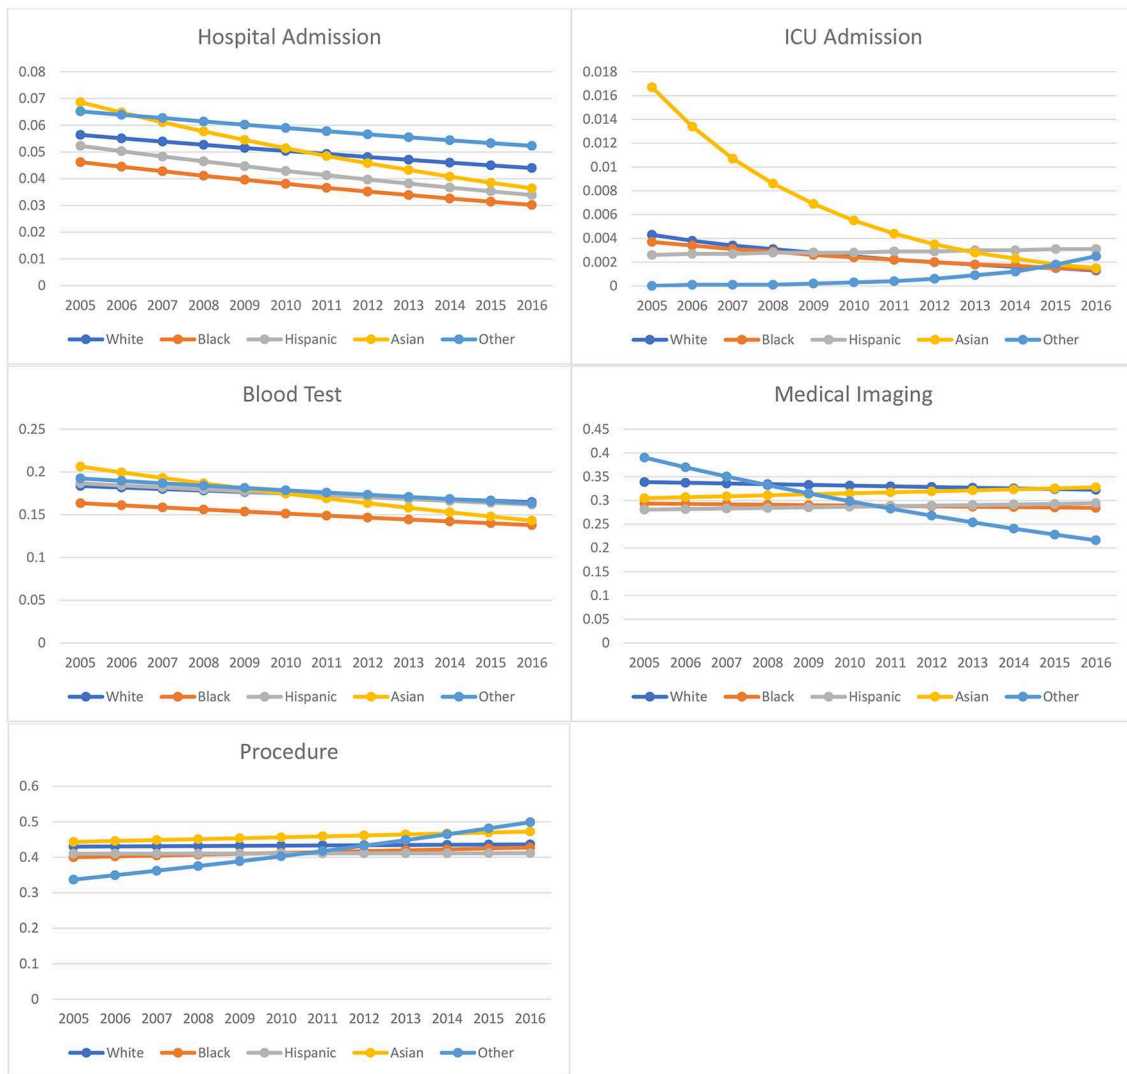 Hospital Admission
0.08
0.07
0.06
0.05
0.04
0.03
0.02
0.01
0
2005 2006 2007 2008 2009 2010 2011 2012 2013 2014 2015 2016
White Black Hispanic Asian Other
ICU Admission
0.018
0.016
0.014
0.012
0.01
0.008
0.006
0.004
0.002
0
2005 2006 2007 2008 2009 2010 2011 2012 2013 2014 2015 2016
White Black Hispanic Asian Other
Blood Test
0.25
0.2
0.15
0.1
0.05
0
2005 2006 2007 2008 2009 2010 2011 2012 2013 2014 2015 2016
White Black Hispanic Asian Other
Medical Imaging
0.45
0.4
0.35
0.3
0.25
0.2
0.15
0.1
0.05
0
2005 2006 2007 2008 2009 2010 2011 2012 2013 2014 2015 2016
White Black Hispanic Asian Other
Procedure
0.6
0.5
0.4
0.3
0.2
0.1
0
2005 2006 2007 2008 2009 2010 2011 2012 2013 2014 2015 2016
White Black Hispanic Asian Other